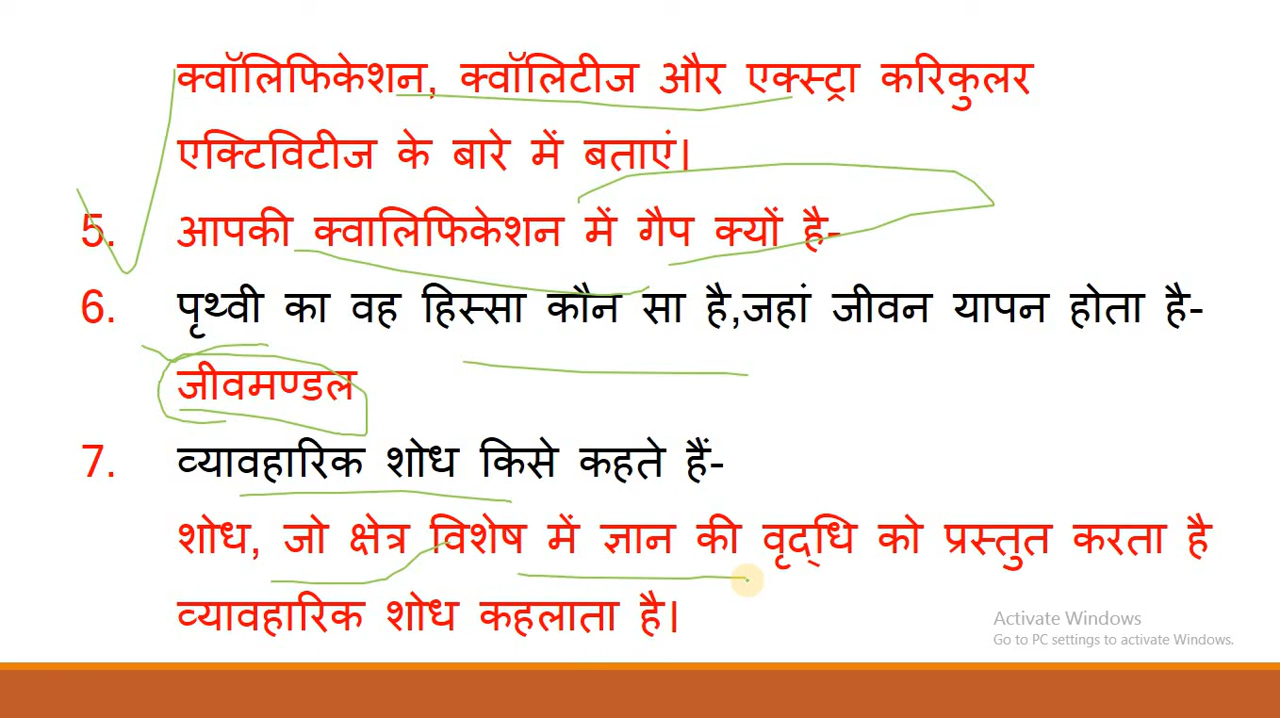 क्वॉलिफिकेशन, क्वॉलिटीज और एक्स्ट्रा करिकुलर
एक्टिविटीज के बारे में बताएं।
5. आपकी क्वालिफिकेशन में गैप क्यों है-
6. पृथ्वी का वह हिस्सा कौन सा है,जहां जीवन यापन होता है-
जीवमण्डल
7. व्यावहारिक शोध किसे कहते हैं-
शोध, जो क्षेत्र विशेष में ज्ञान की वृद्धि को प्रस्तुत करता है
व्यावहारिक शोध कहलाता है।
Activate Windows
Go to PC settings to activate Windows.